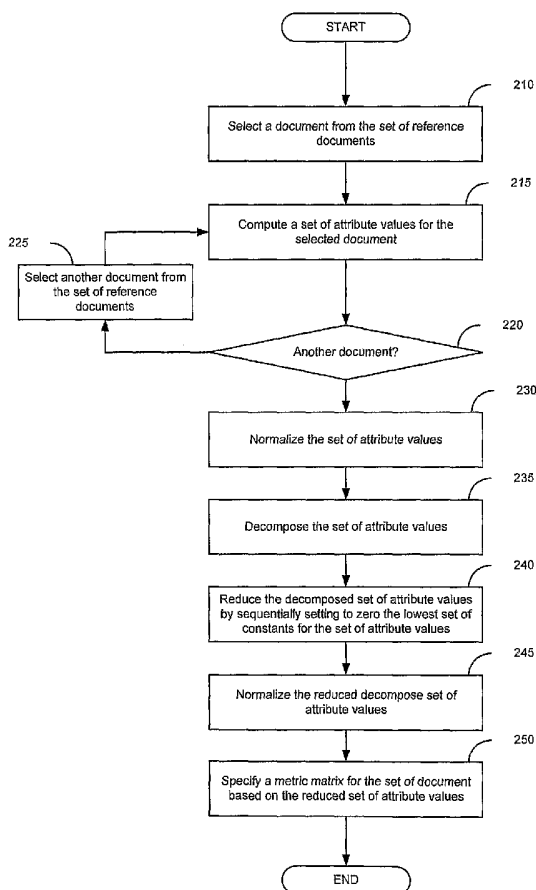 START
210
Select a document from the set of reference
documents
215
Compute a set of attribute values for the
selected document
225
Select another document from
the set of reference
documents
220
Another document?
230
Normalize the set of attribute values
235
Decompose the set of attribute values
240
Reduce the decomposed set of attribute values
by sequentially setting to zero the lowest set of
constants for the set of attribute values
245
Normalize the reduced decompose set of
attribute values
250
Specify a metric matrix for the set of document
based on the reduced set of attribute values
END